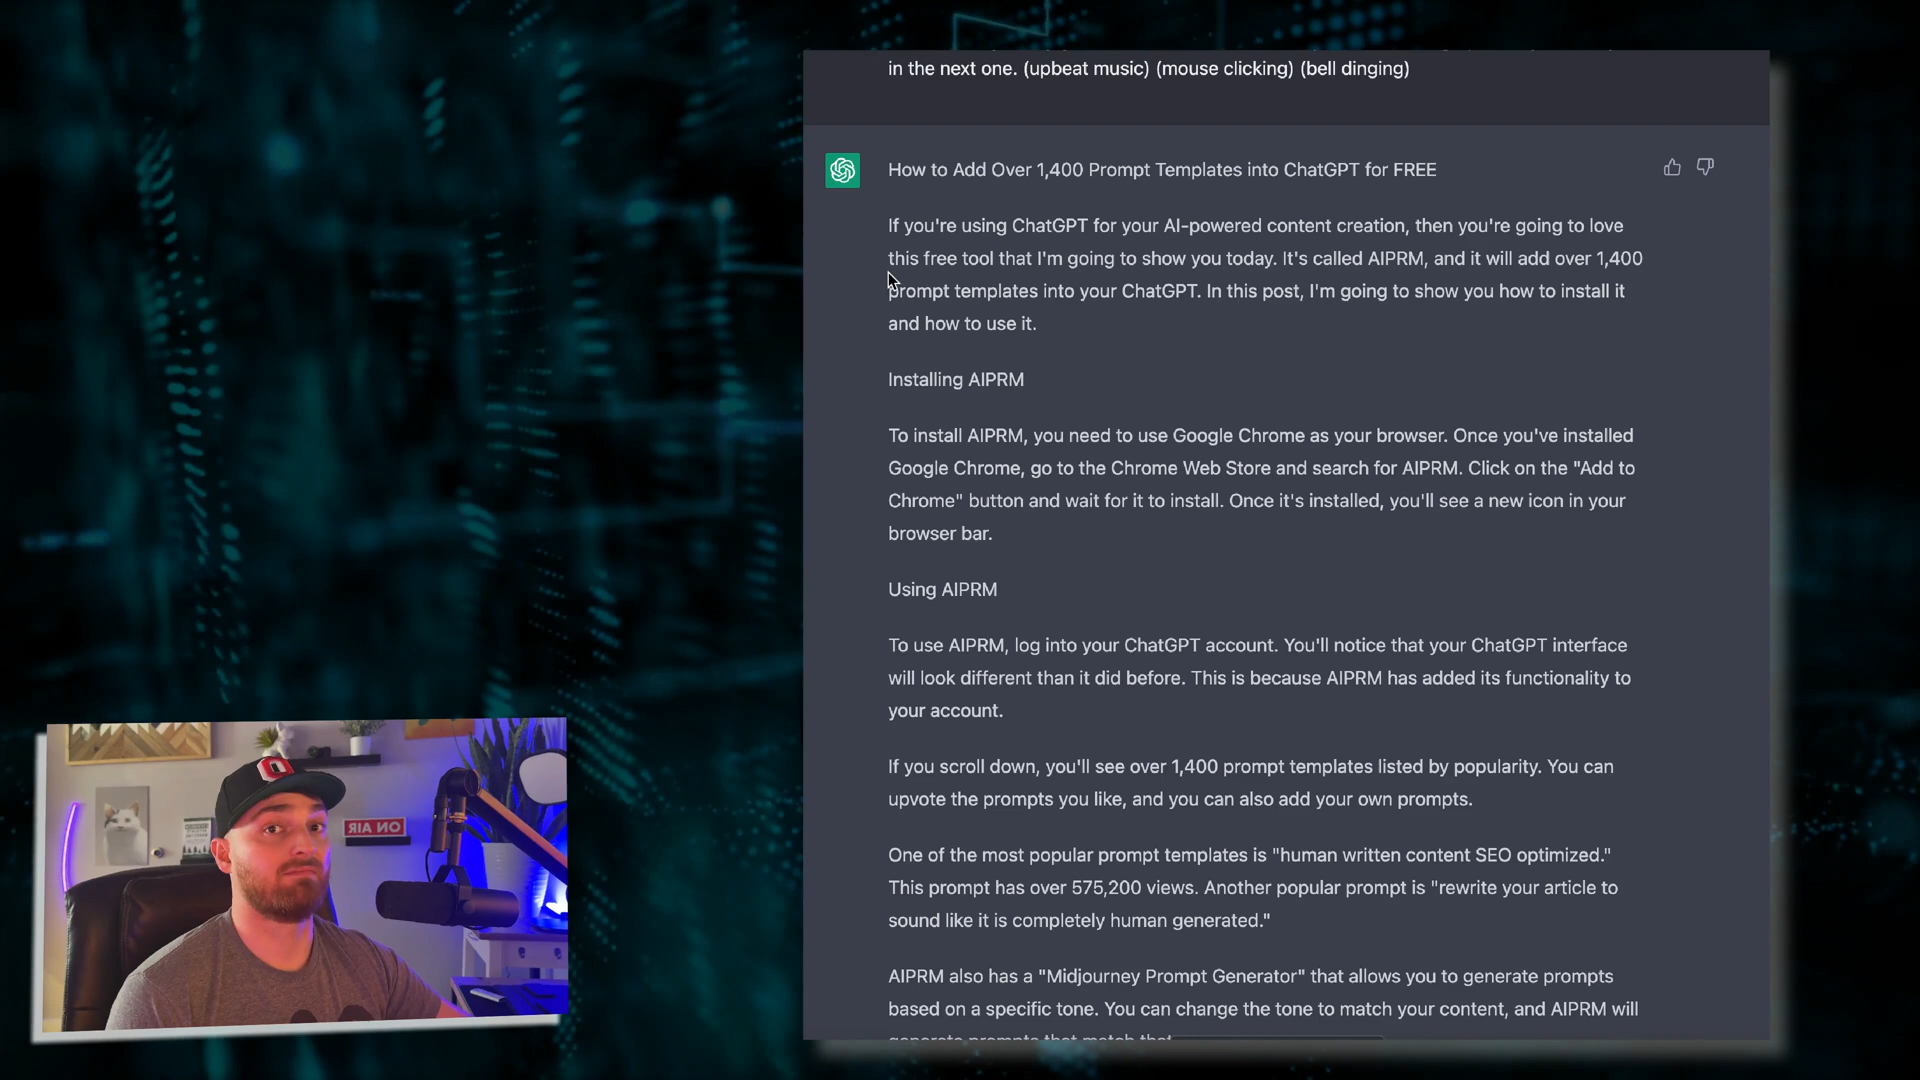 in the next one. (upbeat music) (mouse clicking) (bell dinging)
How to Add Over 1,400 Prompt Templates into ChatGPT for FREE
If you're using ChatGPT for your AI-powered content creation, then you're going to love
this free tool that I'm going to show you today. It's called AIPRM, and it will add over 1,400
prompt templates into your ChatGPT. In this post, I'm going to show you how to install it
and how to use it.
Installing AIPRM
To install AIPRM, you need to use Google Chrome as your browser. Once you've installed
Google Chrome, go to the Chrome Web Store and search for AIPRM. Click on the "Add to
Chrome" button and wait for it to install. Once it's installed, you'll see a new icon in your
browser bar.
Using AIPRM
To use AIPRM, log into your ChatGPT account. You'll notice that your ChatGPT interface
will look different than it did before. This is because AIPRM has added its functionality to
your account.
If you scroll down, you'll see over 1,400 prompt templates listed by popularity. You can
upvote the prompts you like, and you can also add your own prompts.
One of the most popular prompt templates is "human written content SEO optimized."
This prompt has over 575,200 views. Another popular prompt is "rewrite your article to
sound like it is completely human generated."
AIPRM also has a "Midjourney Prompt Generator" that allows you to generate prompts
based on a specific tone. You can change the tone to match your content, and AIPRM will
generate prompts that match that
ON AIR